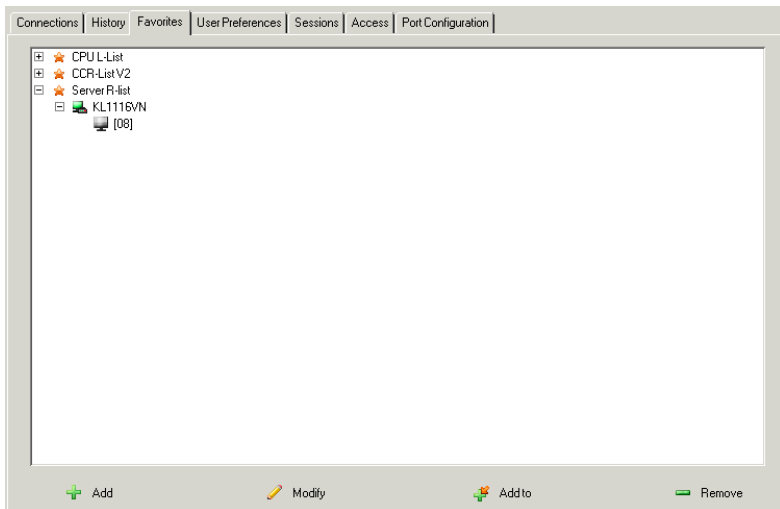 Connections History Favorites User Preferences Sessions Access Port Configuration
CPU L-List
CCR-List V2
Server R-list
KL1116VN
[08]
Add Modify Add to Remove